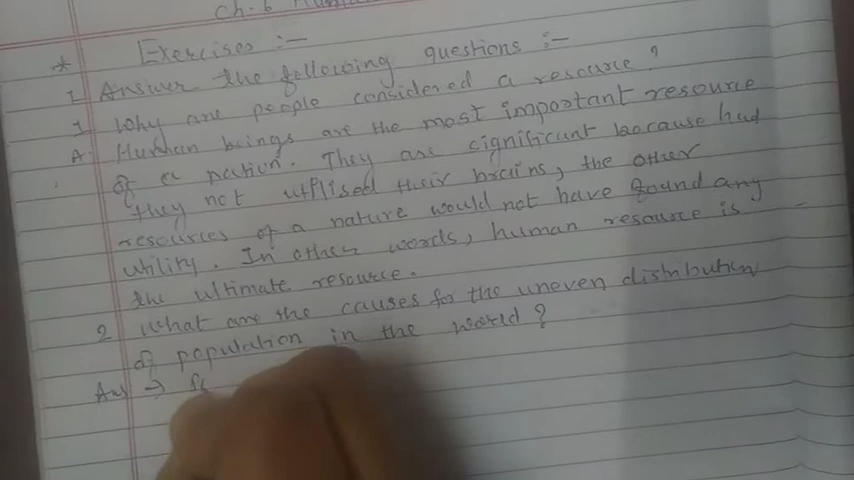 Ch-6 Human
* Exercises :-
I Answer the following questions :-
1 Why are people considered a resource?
A: Human beings are the most important resource
of a nation. They are cignificant because had
they not utilised their brains, the other
resources of a nature would not have found any
utility. In other words, human resource is
the ultimate resource.
2 What are the causes for the uneven distribution
of population in the world?
Ans →